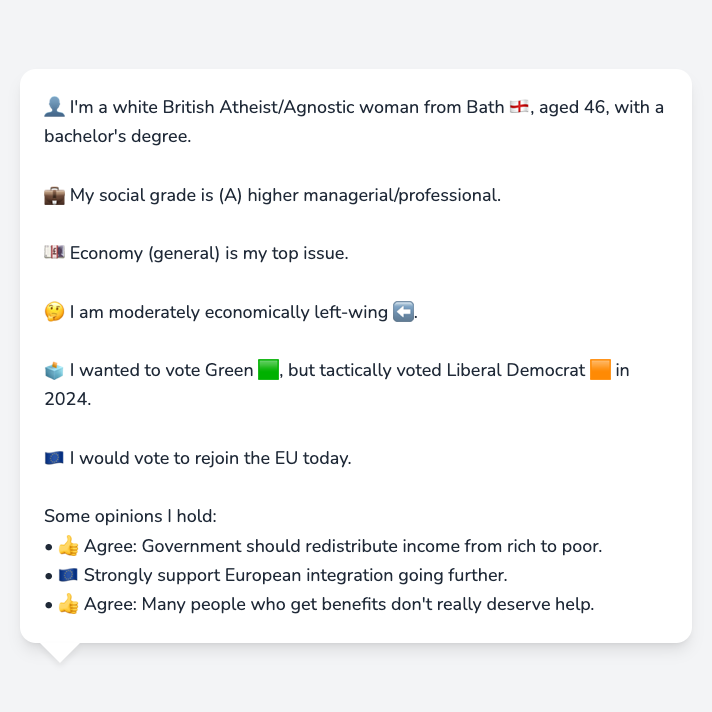 👤 I'm a white British Atheist/Agnostic woman from Bath 🏴󠁧󠁢󠁥󠁮󠁧󠁿, aged 46, with a
bachelor's degree.
💼 My social grade is (A) higher managerial/professional.
💷 Economy (general) is my top issue.
🤔 I am moderately economically left-wing ⬅️.
🗳️ I wanted to vote Green 🟩, but tactically voted Liberal Democrat 🟧 in
2024.
🇪🇺 I would vote to rejoin the EU today.
Some opinions I hold:
• 👍 Agree: Government should redistribute income from rich to poor.
• 🇪🇺 Strongly support European integration going further.
• 👍 Agree: Many people who get benefits don't really deserve help.